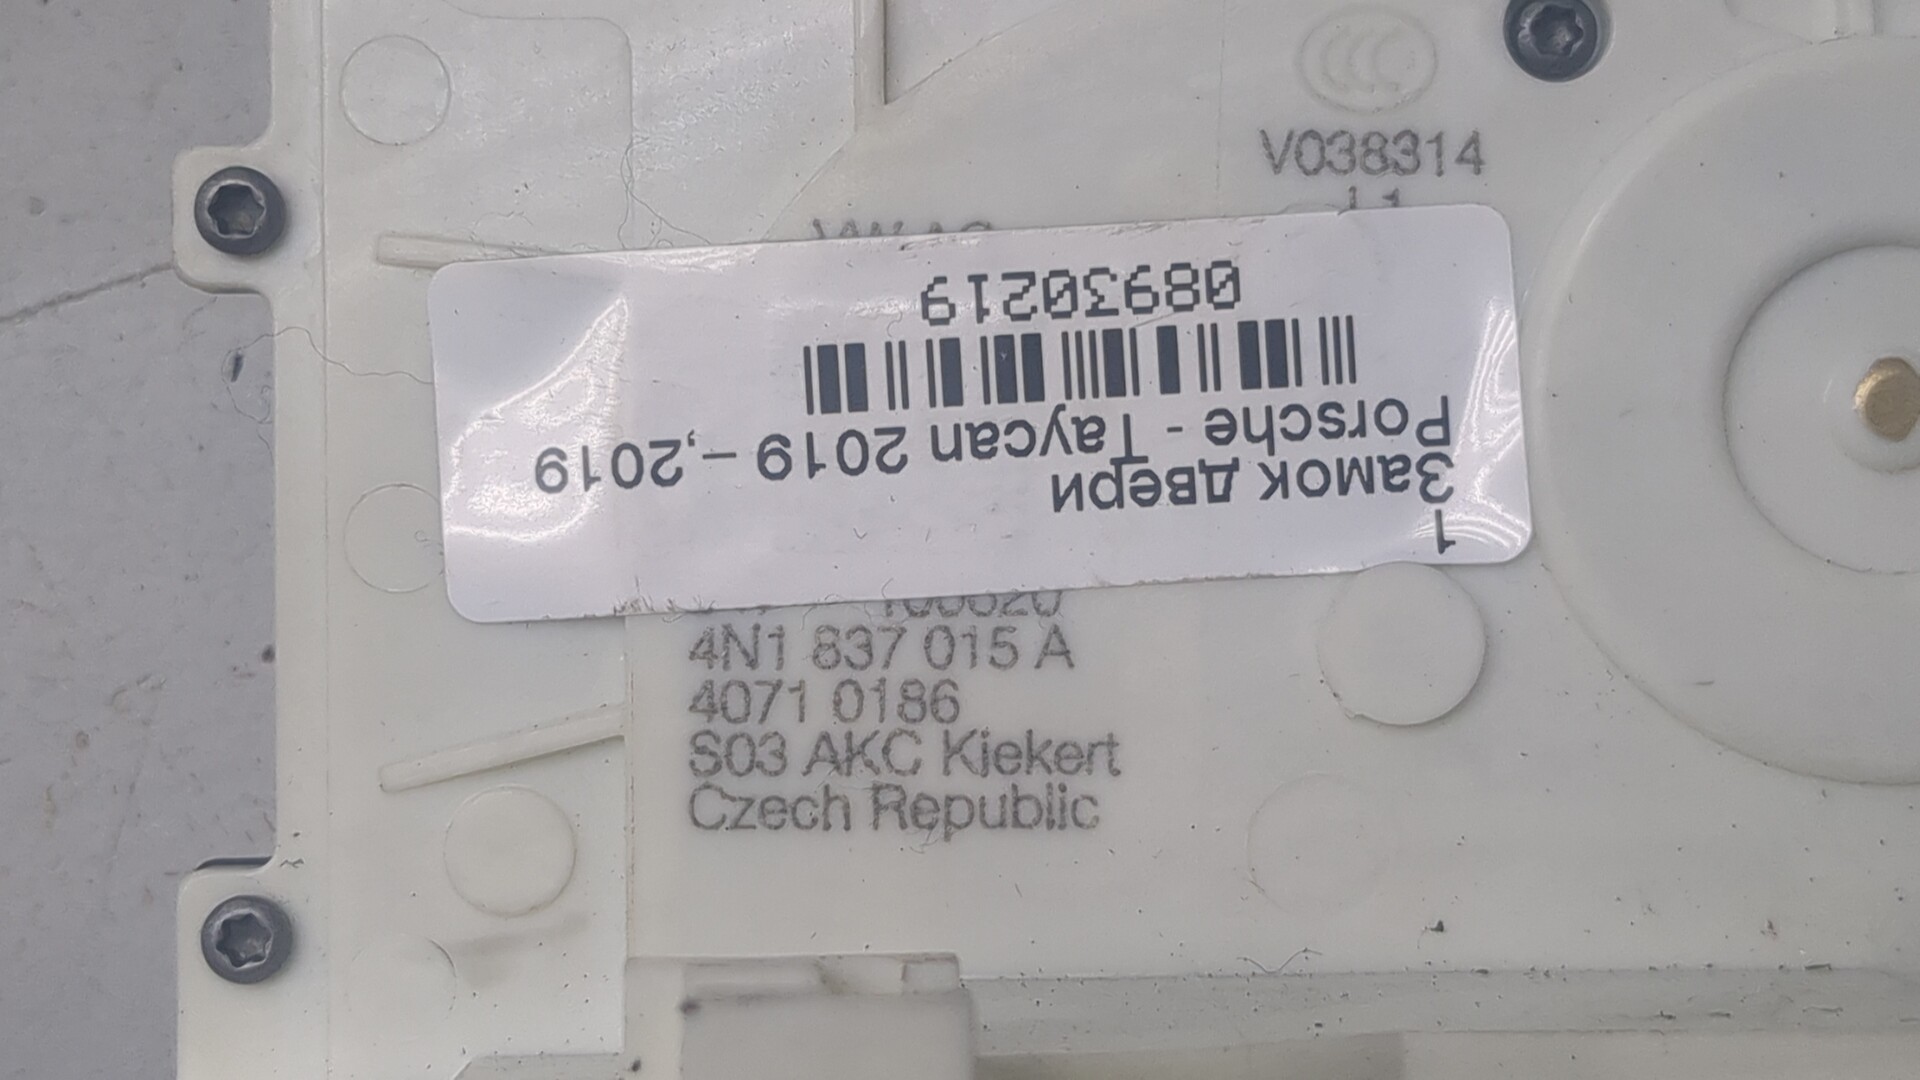 V038314
08930219
Porsche - Taycan 2019 –,2019
Замок двери
1
4N1 837 015 A
4071 0186
S03 AKC Kiekert
Czech Republic